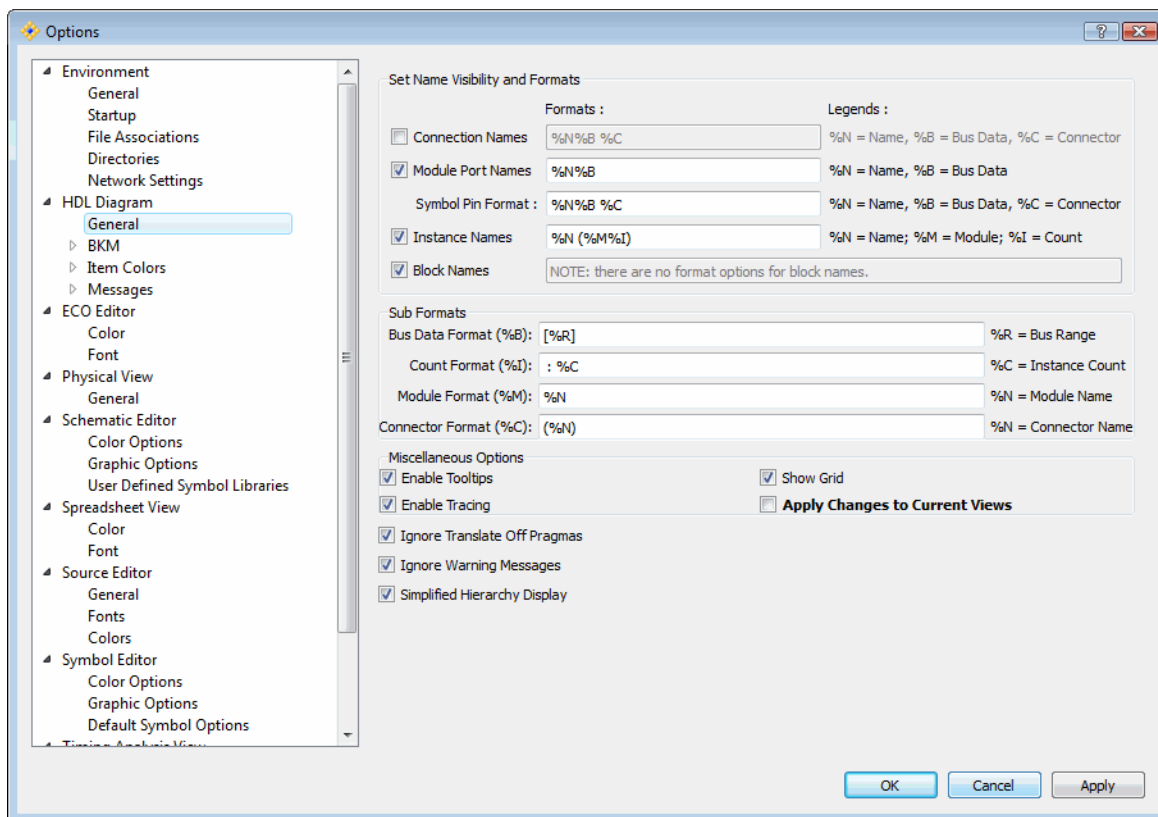 Options
Environment
General
Startup
File Associations
Directories
Network Settings
HDL Diagram
General
BKM
Item Colors
Messages
ECO Editor
Color
Font
Physical View
General
Schematic Editor
Color Options
Graphic Options
User Defined Symbol Libraries
Spreadsheet View
Color
Font
Source Editor
General
Fonts
Colors
Symbol Editor
Color Options
Graphic Options
Default Symbol Options
Timing Analysis View
Set Name Visibility and Formats
Formats : Legends :
Connection Names %N%B %C %N = Name, %B = Bus Data, %C = Connector
Module Port Names %N%B %N = Name, %B = Bus Data
Symbol Pin Format : %N%B %C %N = Name, %B = Bus Data, %C = Connector
Instance Names %N (%M%I) %N = Name; %M = Module; %I = Count
Block Names NOTE: there are no format options for block names.
Sub Formats
Bus Data Format (%B): [%R] %R = Bus Range
Count Format (%I): : %C %C = Instance Count
Module Format (%M): %N %N = Module Name
Connector Format (%C): (%N) %N = Connector Name
Miscellaneous Options
Enable Tooltips Show Grid
Enable Tracing Apply Changes to Current Views
Ignore Translate Off Pragmas
Ignore Warning Messages
Simplified Hierarchy Display
OK Cancel Apply